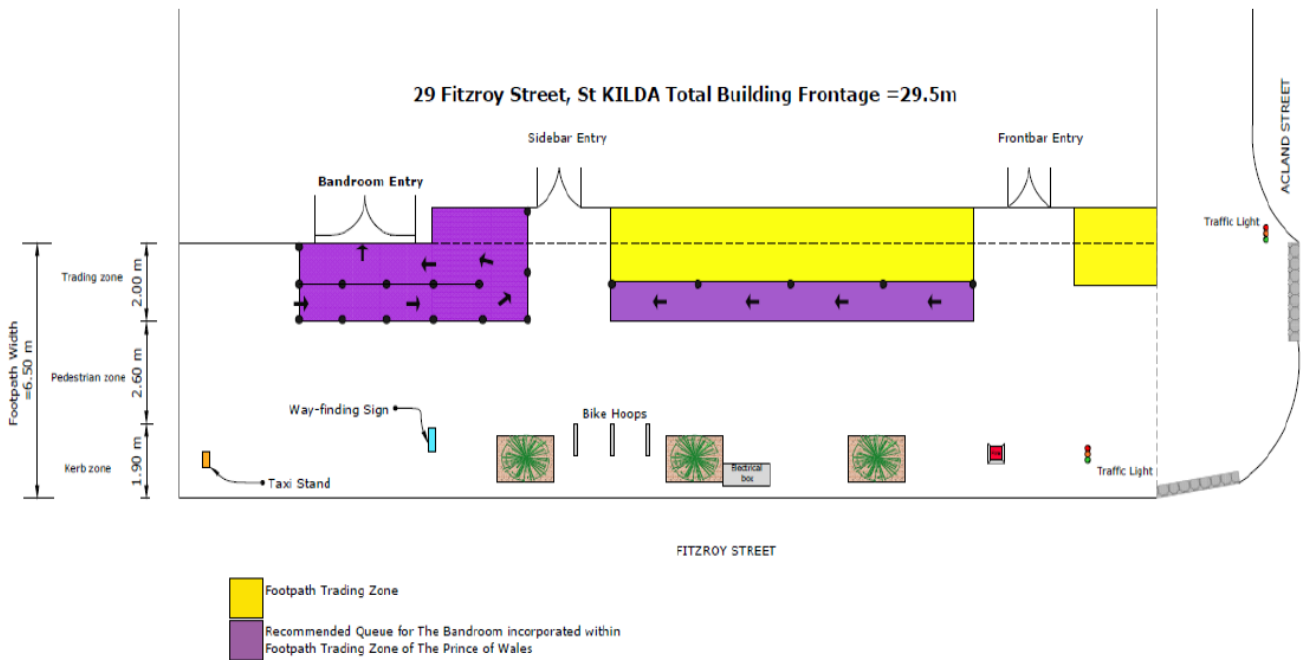 29 Fitzroy Street, St KILDA Total Building Frontage =29.5m
Sidebar Entry
Frontbar Entry
Bandroom Entry
ACLAND STREET
Traffic Light
Footpath Width
=6.50 m
Trading zone
2.00 m
Pedestrian zone
2.60 m
Kerb zone
1.90 m
Way-finding Sign
Bike Hoops
Taxi Stand
Electrical
box
Traffic Light
FITZROY STREET
Footpath Trading Zone
Recommended Queue for The Bandroom incorporated within
Footpath Trading Zone of The Prince of Wales